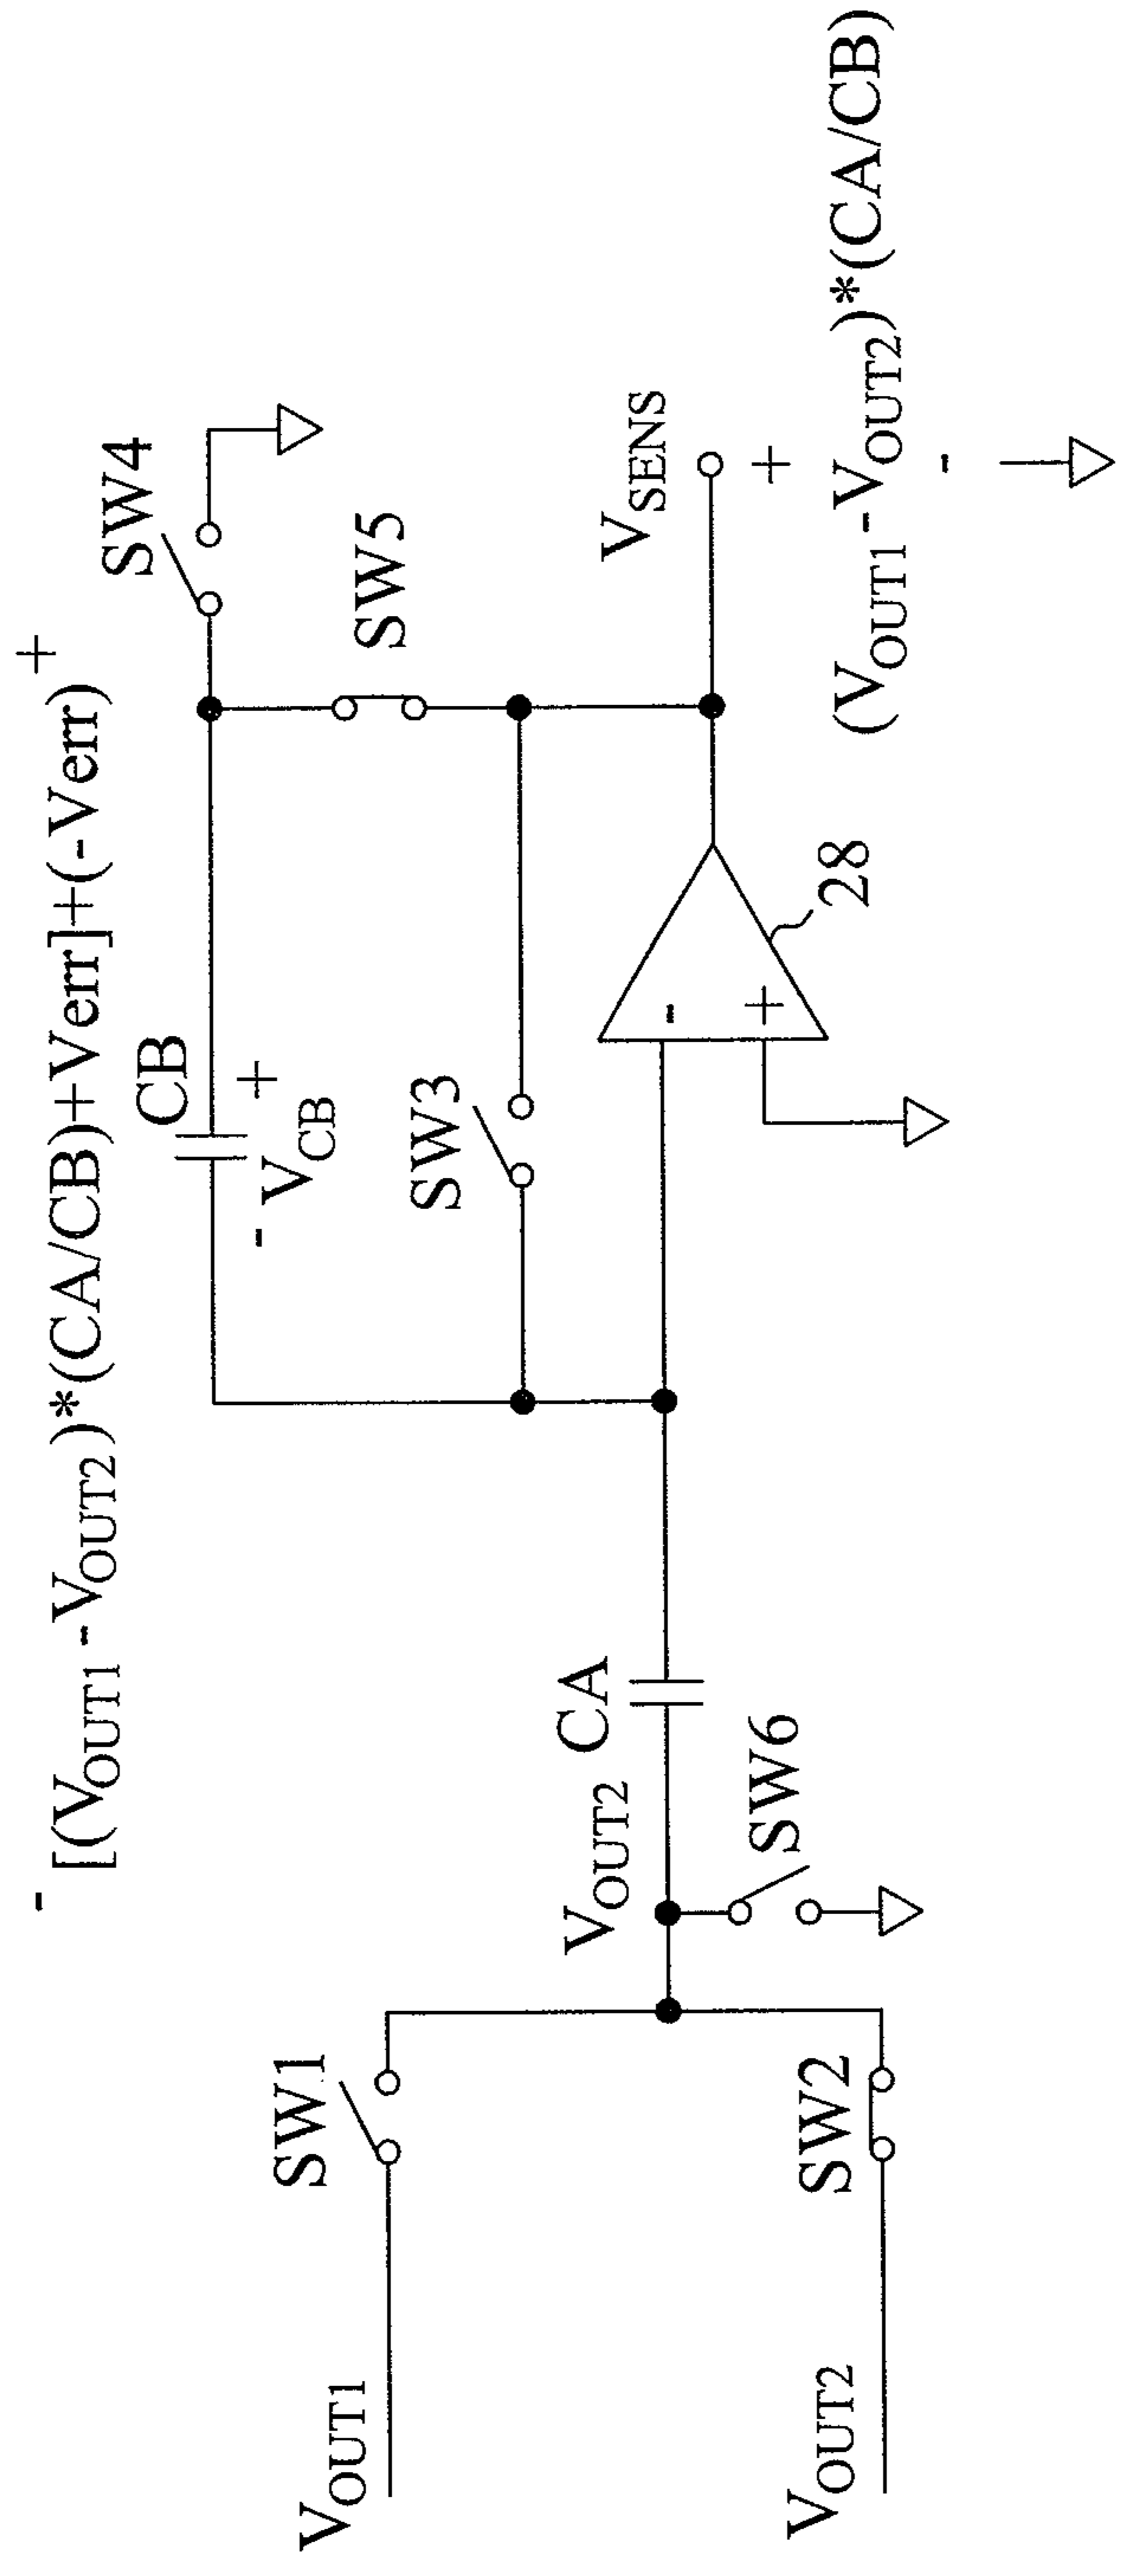 - [(VOUT1-VOUT2)*(CA/CB)+Verr]+(-Verr) +
CB
- VCB +
SW4
SW5
SW3
SW1
VOUT1
VOUT2
CA
SW6
SW2
VOUT2
- 
+
28
VSENS
+
(VOUT1-VOUT2)*(CA/CB)
-